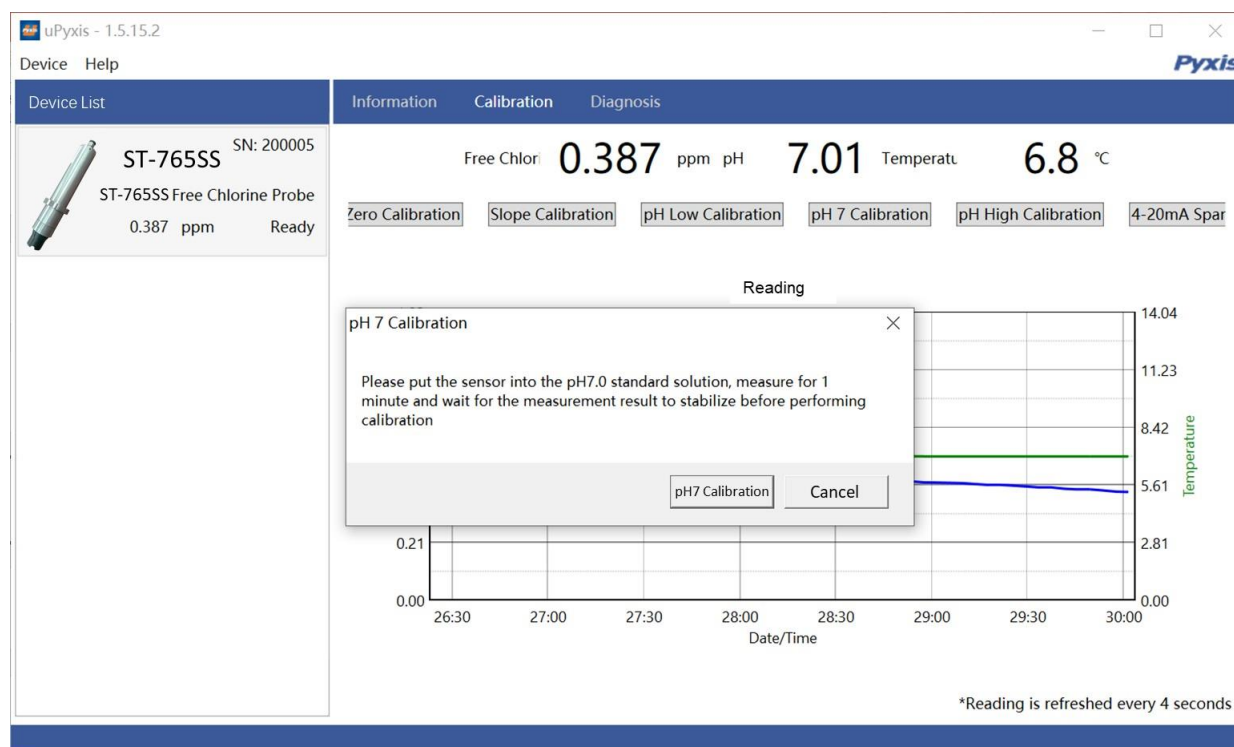 uPyxis - 1.5.15.2
Device Help
Pyxis
Device List
Information Calibration Diagnosis
ST-765SS SN: 200005
ST-765SS Free Chlorine Probe
0.387 ppm Ready
Free Chlor 0.387 ppm pH 7.01 Temperatu 6.8 ℃
Zero Calibration Slope Calibration pH Low Calibration pH 7 Calibration pH High Calibration 4-20mA Span
Reading
pH 7 Calibration
Please put the sensor into the pH7.0 standard solution, measure for 1
minute and wait for the measurement result to stabilize before performing
calibration
pH7 Calibration Cancel
14.04
11.23
8.42
5.61
2.81
0.00
Temperature
0.21
0.00
26:30 27:00 27:30 28:00 28:30 29:00 29:30 30:00
Date/Time
*Reading is refreshed every 4 seconds